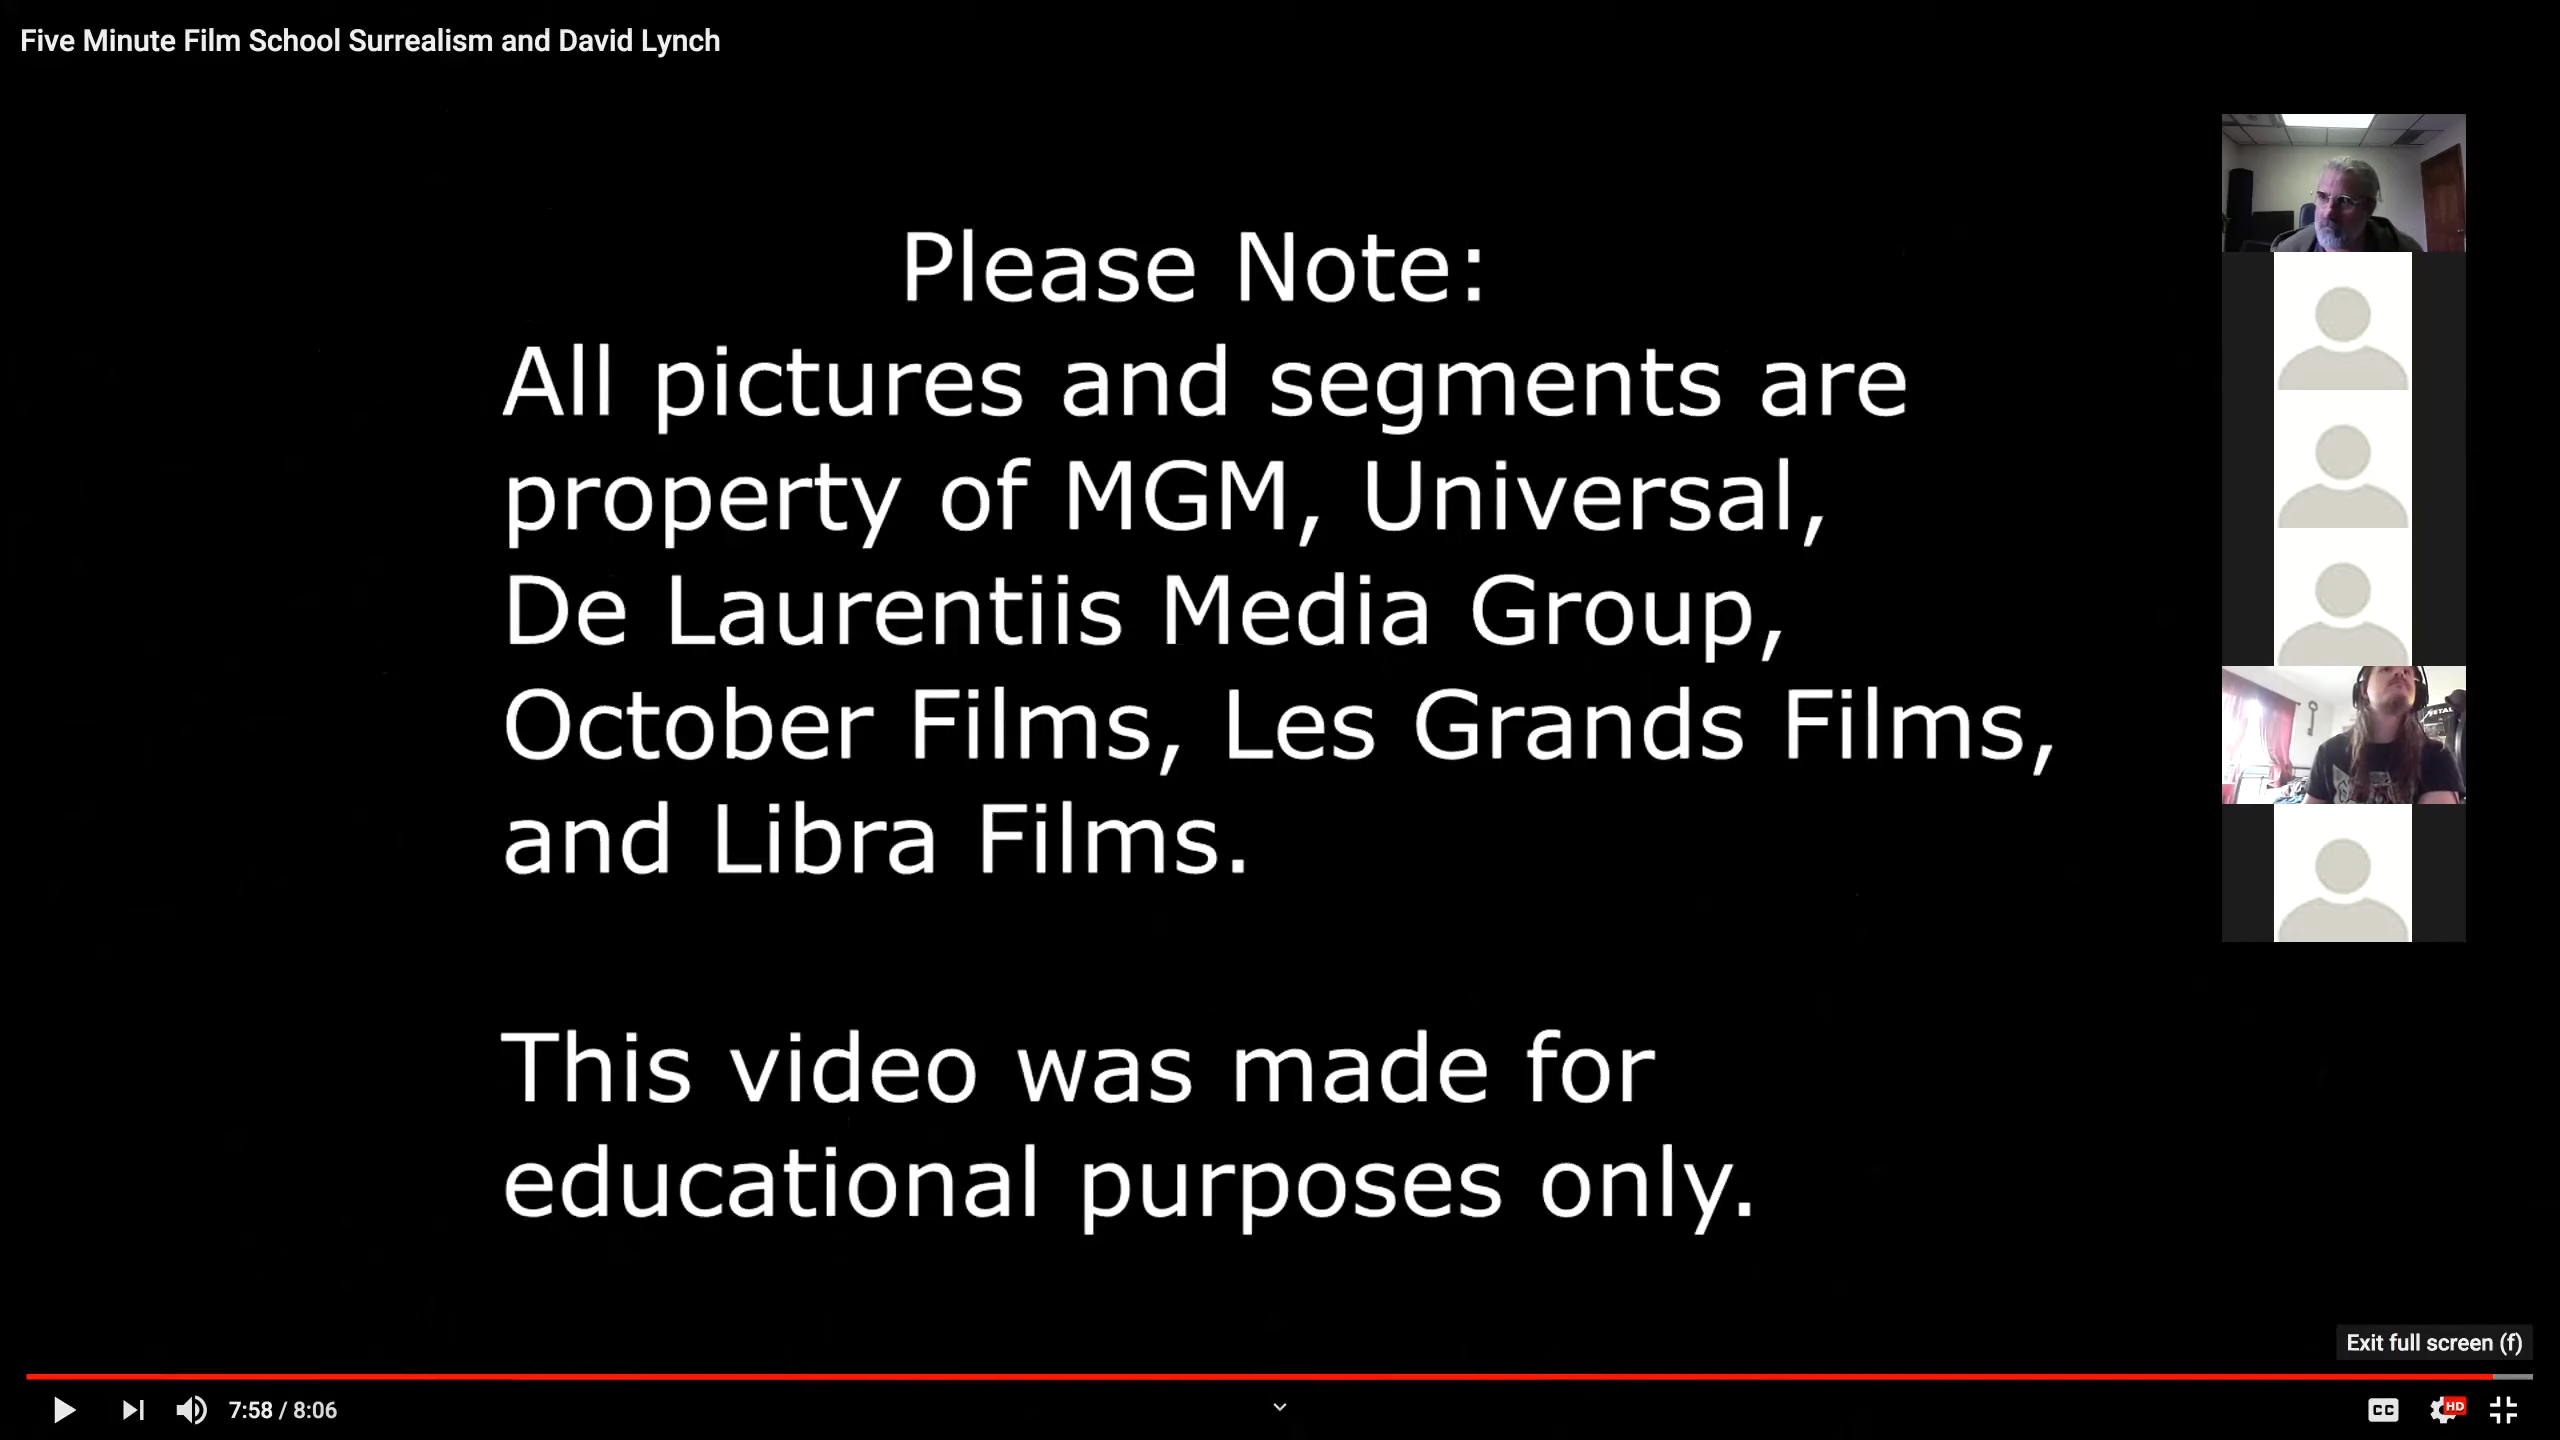 Five Minute Film School Surrealism and David Lynch
Please Note:
All pictures and segments are
property of MGM, Universal,
De Laurentiis Media Group,
October Films, Les Grands Films,
and Libra Films.
This video was made for
educational purposes only.
Exit full screen (f)
7:58 / 8:06
CC
HD